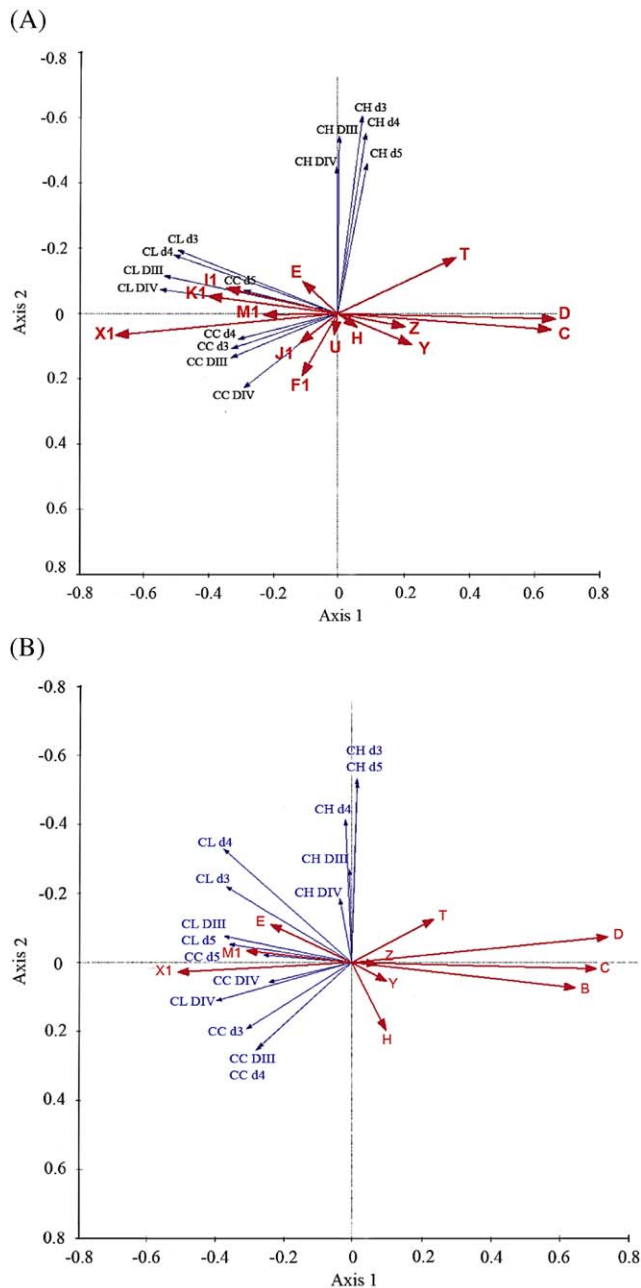 (A)
-0.8
-0.6
CH d3
CH DIII
CH d4
CH DIV
CH d5
-0.4
-0.2
CL d3
CL d4
T
CL DIII
I1
CC d5
E
CL DIV
K1
Axis 2
0
M1
D
X1
CC d4
U
H
Z
C
CC d3
J1
Y
CC DIII
F1
0.2
CC DIV
0.4
0.6
0.8
-0.8
-0.6
-0.4
-0.2
0
0.2
0.4
0.6
0.8
Axis 1
(B)
-0.8
-0.6
CH d3
CH d5
CH d4
-0.4
CL d4
CH DIII
CL d3
-0.2
CH DIV
E
T
CL DIII
D
CL d5
CC d5
M1
Z
Axis 2
0
X1
C
CC DIV
Y
B
CL DIV
CC d3
H
0.2
CC DIII
CC d4
0.4
0.6
0.8
-0.8
-0.6
-0.4
-0.2
0
0.2
0.4
0.6
0.8
Axis 1